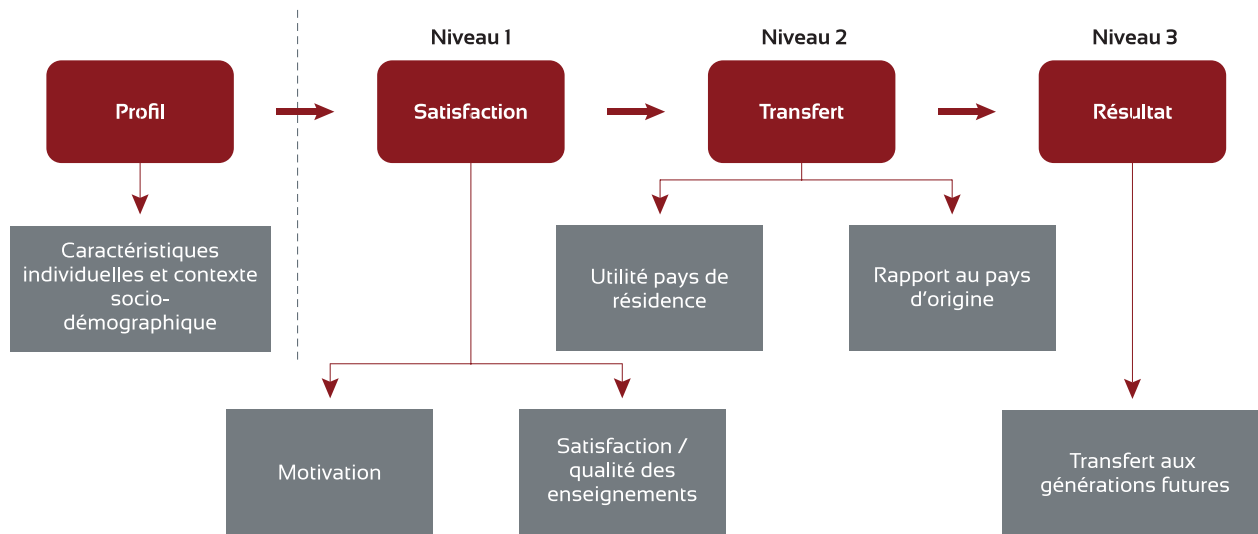 Niveau 1
Niveau 2
Niveau 3
Profil
Satisfaction
Transfert
Résultat
Caractéristiques
individuelles et contexte
socio-
démographique
Utilité pays de
résidence
Rapport au pays
d'origine
Motivation
Satisfaction /
qualité des
enseignements
Transfert aux
générations futures